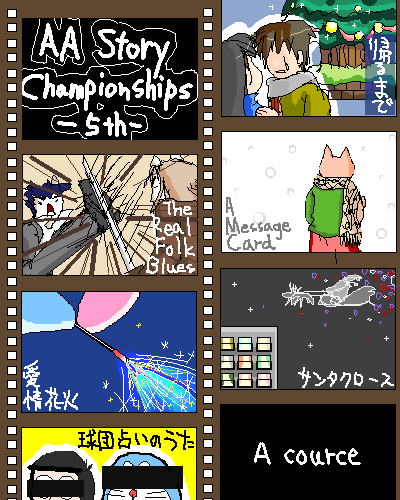 AA Story
Championships
-5th-
The
Real
Folk
Blues
愛
情花火
球団占いのうた
帰るまで
A
Message
Card
サンタクロース
A cource